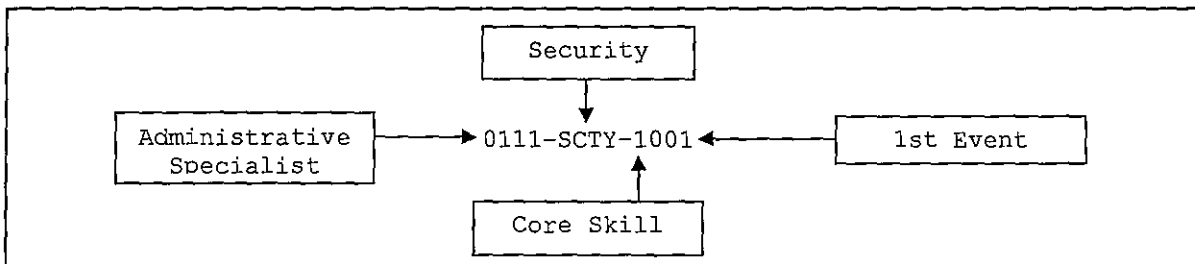 Security
Administrative
Specialist
0111-SCTY-1001
1st Event
Core Skill